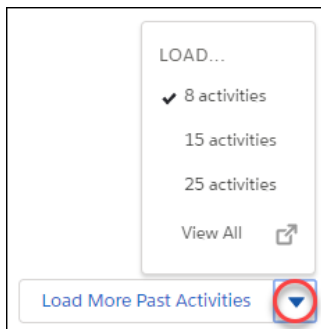 LOAD...
8 activities
15 activities
25 activities
View All
Load More Past Activities